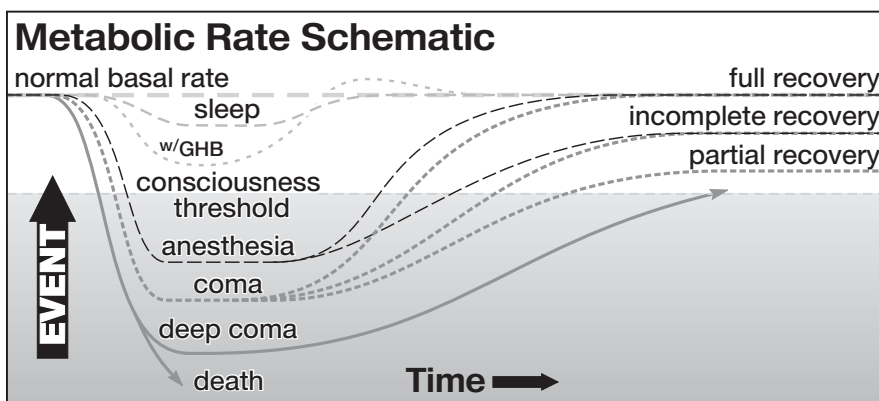 Metabolic Rate Schematic
normal basal rate
full recovery
sleep
incomplete recovery
w/GHB
partial recovery
consciousness
threshold
anesthesia
coma
EVENT
deep coma
death
Time